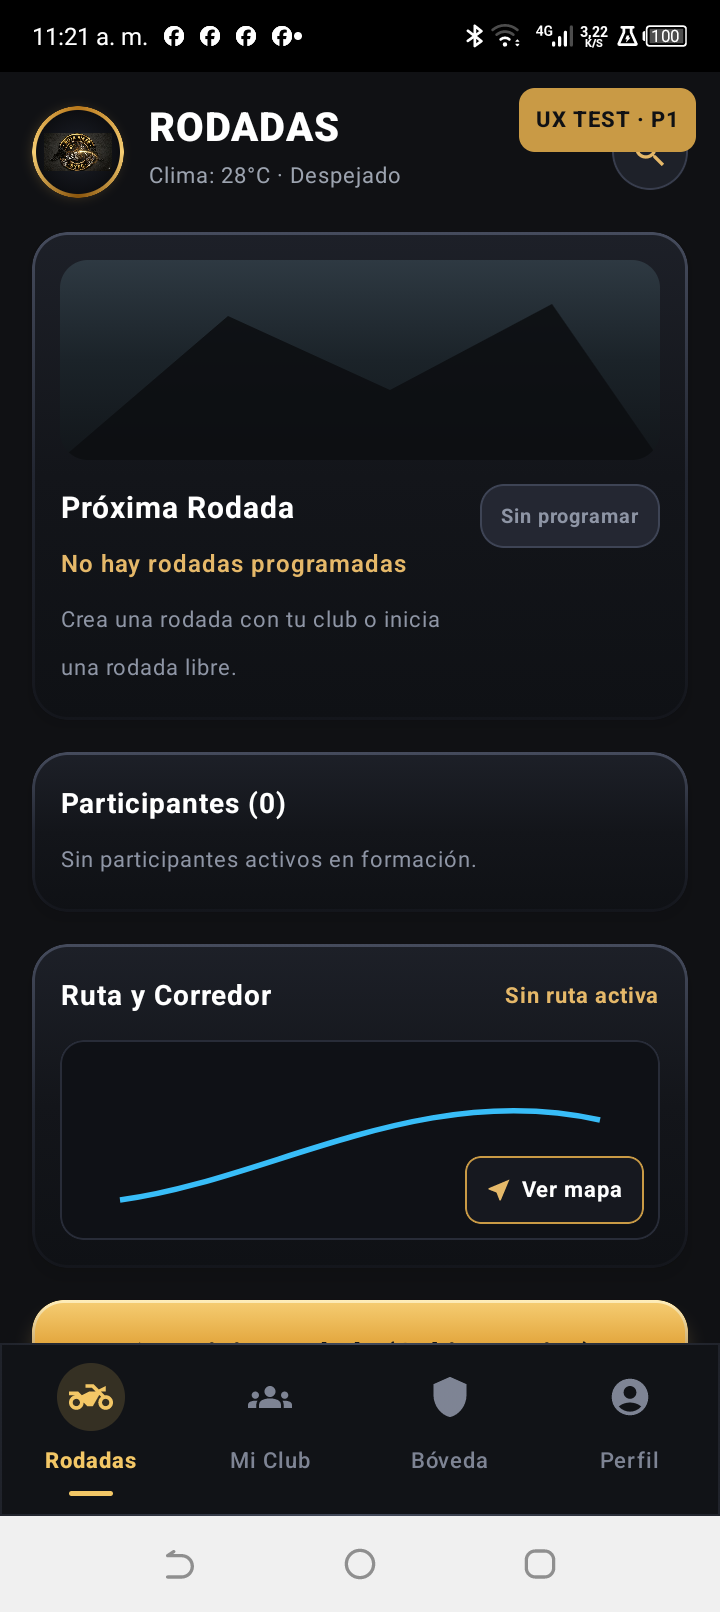 11:21 a. m.
4G
3,22
K/S
100
RODADAS
UX TEST · P1
Clima: 28°C · Despejado
Próxima Rodada
Sin programar
No hay rodadas programadas
Crea una rodada con tu club o inicia
una rodada libre.
Participantes (0)
Sin participantes activos en formación.
Ruta y Corredor
Sin ruta activa
Ver mapa
Rodadas
Mi Club
Bóveda
Perfil